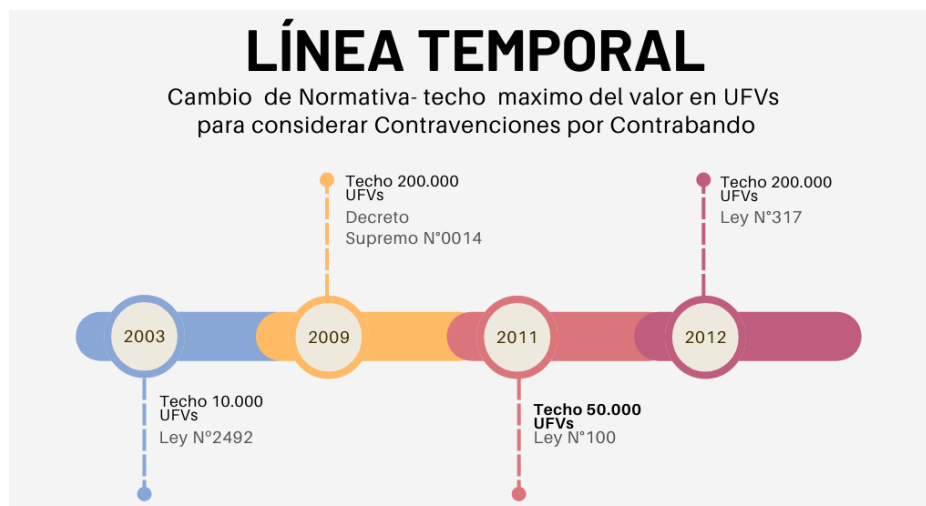 LÍNEA TEMPORAL
Cambio de Normativa- techo maximo del valor en UFVs
para considerar Contravenciones por Contrabando
2003
Techo 10.000
UFVs
Ley Nº2492
2009
Techo 200.000
UFVs
Decreto
Supremo N°0014
2011
Techo 50.000
UFVs
Ley N°100
2012
Techo 200.000
UFVs
Ley N°317